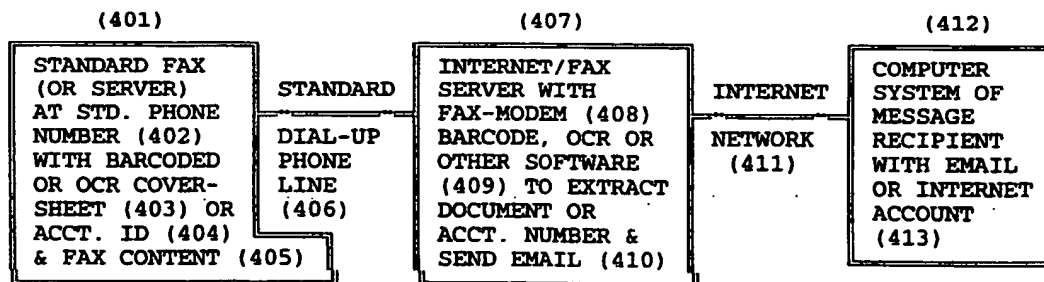 (401)
(407)
(412)
STANDARD FAX
(OR SERVER)
AT STD. PHONE
NUMBER (402)
WITH BARCODED
OR OCR COVER-
SHEET (403) OR
ACCT. ID (404)
& FAX CONTENT (405)
STANDARD
DIAL-UP
PHONE
LINE
(406)
INTERNET/FAX
SERVER WITH
FAX-MODEM (408)
BARCODE, OCR OR
OTHER SOFTWARE
(409) TO EXTRACT
DOCUMENT OR
ACCT. NUMBER &
SEND EMAIL (410)
INTERNET
NETWORK
(411)
COMPUTER
SYSTEM OF
MESSAGE
RECIPIENT
WITH EMAIL
OR INTERNET
ACCOUNT
(413)